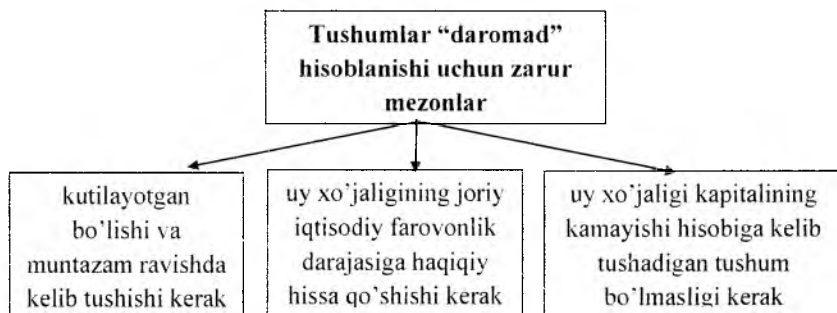 Tushumlar “daromad”
hisoblanishi uchun zarur
mezonlar
kutilayotgan
bo’lishi va
muntazam ravishda
kelib tushishi kerak
uy xo’jaligining joriy
iqtisodiy farovonlik
darajasiga haqiqiy
hissa qo’shishi kerak
uy xo’jaligi kapitalining
kamayishi hisobiga kelib
tushadigan tushum
bo’lmasligi kerak